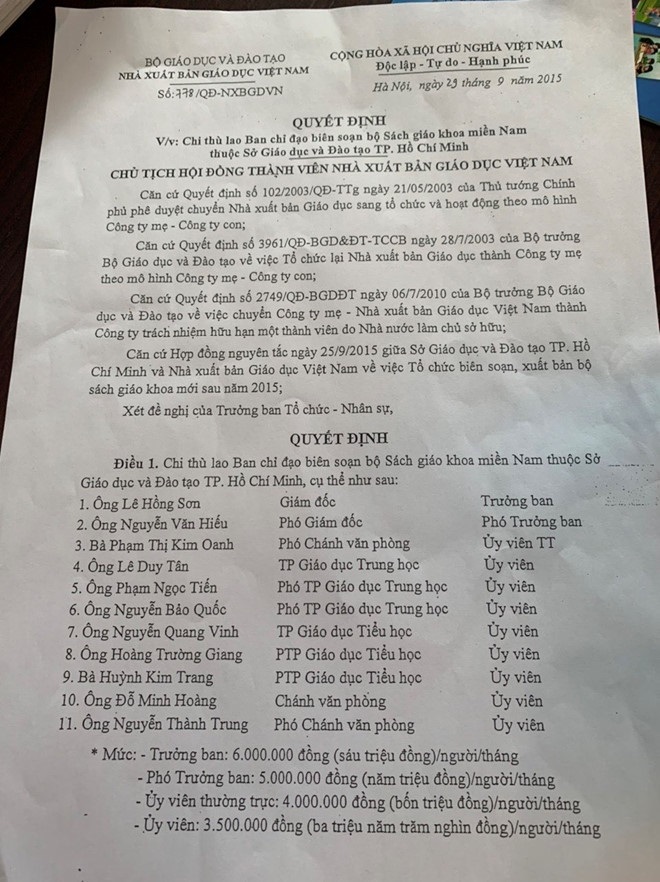 BỘ GIÁO DỤC VÀ ĐÀO TẠO
NHÀ XUẤT BẢN GIÁO DỤC VIỆT NAM
Số: 778/QĐ-NXBGDVN
CỘNG HÒA XÃ HỘI CHỦ NGHĨA VIỆT NAM
Độc lập - Tự do - Hạnh phúc
Hà Nội, ngày 29 tháng 9 năm 2015
QUYẾT ĐỊNH
V/v: Chi thù lao Ban chỉ đạo biên soạn bộ Sách giáo khoa miền Nam
thuộc Sở Giáo dục và Đào tạo TP. Hồ Chí Minh
CHỦ TỊCH HỘI ĐỒNG THÀNH VIÊN NHÀ XUẤT BẢN GIÁO DỤC VIỆT NAM
Căn cứ Quyết định số 102/2003/QĐ-TTg ngày 21/05/2003 của Thủ tướng Chính
phủ phê duyệt chuyển Nhà xuất bản Giáo dục sang tổ chức và hoạt động theo mô hình
Công ty mẹ - Công ty con;
Căn cứ Quyết định số 3961/QĐ-BGD&ĐT-TCCB ngày 28/7/2003 của Bộ trưởng
Bộ Giáo dục và Đào tạo về việc Tổ chức lại Nhà xuất bản Giáo dục thành Công ty mẹ
theo mô hình Công ty mẹ - Công ty con;
Căn cứ Quyết định số 2749/QĐ-BGDĐT ngày 06/7/2010 của Bộ trưởng Bộ Giáo
dục và Đào tạo về việc chuyển Công ty mẹ - Nhà xuất bản Giáo dục Việt Nam thành
Công ty trách nhiệm hữu hạn một thành viên do Nhà nước làm chủ sở hữu;
Căn cứ Hợp đồng nguyên tắc ngày 25/9/2015 giữa Sở Giáo dục và Đào tạo TP. Hồ
Chí Minh và Nhà xuất bản Giáo dục Việt Nam về việc Tổ chức biên soạn, xuất bản bộ
sách giáo khoa mới sau năm 2015;
Xét đề nghị của Trưởng ban Tổ chức - Nhân sự,
QUYẾT ĐỊNH
Điều 1. Chi thù lao Ban chỉ đạo biên soạn bộ Sách giáo khoa miền Nam thuộc Sở
Giáo dục và Đào tạo TP. Hồ Chí Minh, cụ thể như sau:
1. Ông Lê Hồng Sơn Giám đốc Trưởng ban
2. Ông Nguyễn Văn Hiếu Phó Giám đốc Phó Trưởng ban
3. Bà Phạm Thị Kim Oanh Phó Chánh văn phòng Ủy viên TT
4. Ông Lê Duy Tân TP Giáo dục Trung học Ủy viên
5. Ông Phạm Ngọc Tiến Phó TP Giáo dục Trung học Ủy viên
6. Ông Nguyễn Bảo Quốc Phó TP Giáo dục Trung học Ủy viên
7. Ông Nguyễn Quang Vinh TP Giáo dục Tiểu học Ủy viên
8. Ông Hoàng Trường Giang PTP Giáo dục Tiểu học Ủy viên
9. Bà Huỳnh Kim Trang PTP Giáo dục Tiểu học Ủy viên
10. Ông Đỗ Minh Hoàng Chánh văn phòng Ủy viên
11. Ông Nguyễn Thành Trung Phó Chánh văn phòng Ủy viên
* Mức: - Trưởng ban: 6.000.000 đồng (sáu triệu đồng)/người/tháng
- Phó Trưởng ban: 5.000.000 đồng (năm triệu đồng)/người/tháng
- Ủy viên thường trực: 4.000.000 đồng (bốn triệu đồng)/người/tháng
- Ủy viên: 3.500.000 đồng (ba triệu năm trăm nghìn đồng)/người/tháng